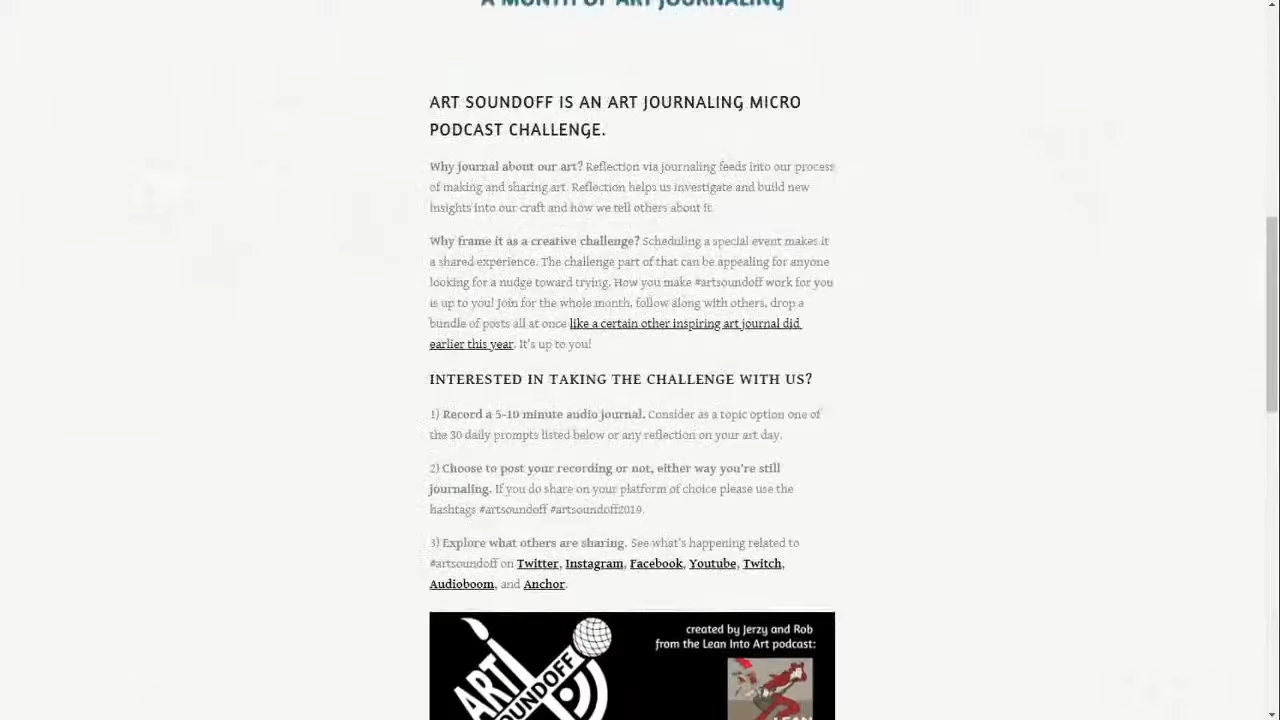 A MONTH OF ART JOURNALING
ART SOUNDOFF IS AN ART JOURNALING MICRO
PODCAST CHALLENGE.
Why journal about our art? Reflection via journaling feeds into our process
of making and sharing art. Reflection helps us investigate and build new
insights into our craft and how we tell others about it.
Why frame it as a creative challenge? Scheduling a special event makes it
a shared experience. The challenge part of that can be appealing for anyone
looking for a nudge toward trying. How you make #artsoundoff work for you
is up to you! Join for the whole month, follow along with others, drop a
bundle of posts all at once like a certain other inspiring art journal did
earlier this year. It's up to you!
INTERESTED IN TAKING THE CHALLENGE WITH US?
1) Record a 5-10 minute audio journal. Consider as a topic option one of
the 30 daily prompts listed below or any reflection on your art day.
2) Choose to post your recording or not, either way you're still
journaling. If you do share on your platform of choice please use the
hashtags #artsoundoff #artsoundoff2019.
3) Explore what others are sharing. See what's happening related to
#artsoundoff on Twitter, Instagram, Facebook, Youtube, Twitch,
Audioboom, and Anchor.
created by Jerzy and Rob
from the Lean Into Art podcast:
ART
SOUNDOFF
LEAN